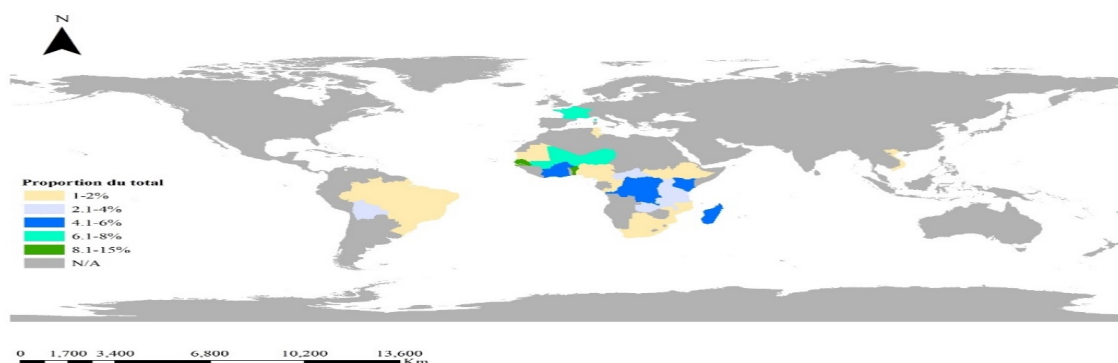 N
Proportion du total
1-2%
2.1-4%
4.1-6%
6.1-8%
8.1-15%
N/A
0 1,700 3,400 6,800 10,200 13,600
Km